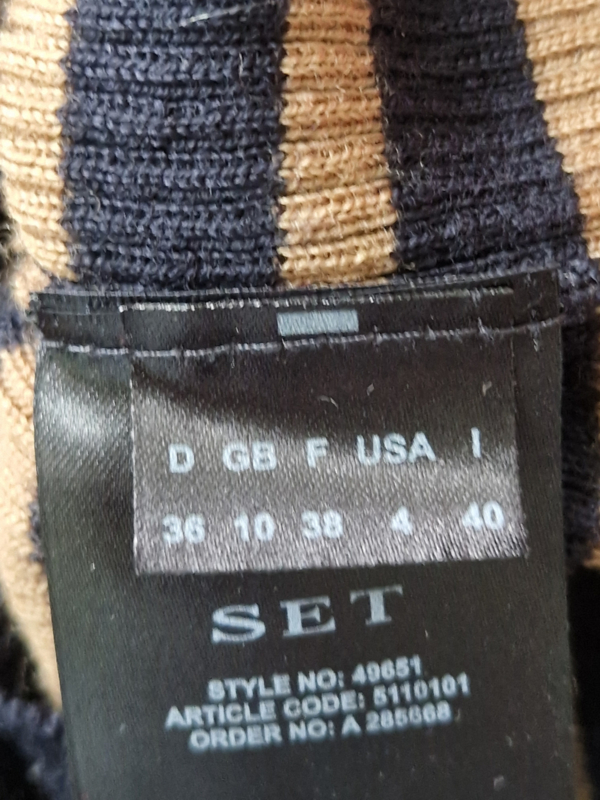 D GB F USA I
36 10 38 4 40
SET
STYLE NO: 49651
ARTICLE CODE: 5110101
ORDER NO: A 285668